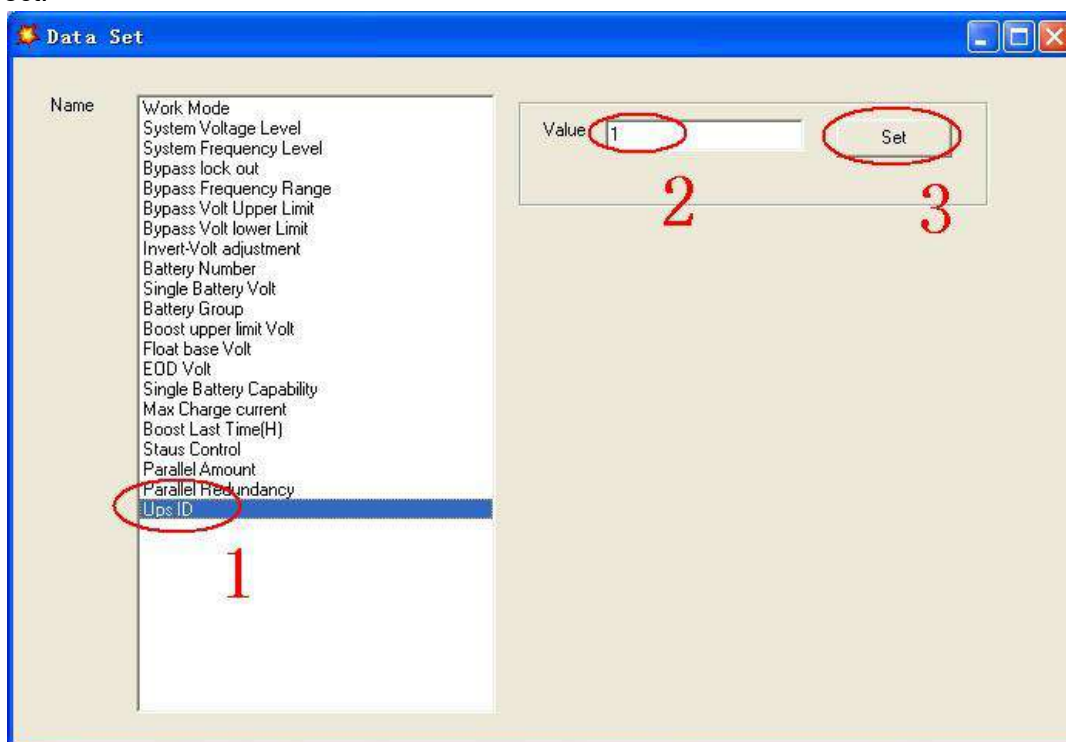 Data Set
Name
Work Mode
System Voltage Level
System Frequency Level
Bypass lock out
Bypass Frequency Range
Bypass Volt Upper Limit
Bypass Volt lower Limit
Invert-Volt adjustment
Battery Number
Single Battery Volt
Battery Group
Boost upper limit Volt
Float base Volt
EOD Volt
Single Battery Capability
Max Charge current
Boost Last Time(H)
Staus Control
Parallel Amount
Parallel Redundancy
Ups ID
1
Value 1
Set
2
3